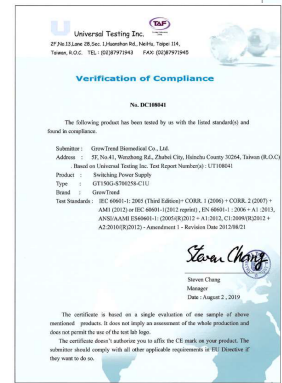 TAF
Universal Testing Inc.
2F,No.13,Lane 28,Sec. 1,Huanshan Rd., NeiHu, Taipei 114,
Taiwan, R.O.C. TEL : (02)87971943 FAX: (02)87971945
Verification of Compliance
No. DC108041
The following product has been tested by us with the listed standard(s) and
found in compliance.
Submitter : GrowTrend Biomedical Co., Ltd.
Address : 5F, No.41, Wenzhong Rd., Zhubei City, Hsinchu County 30264, Taiwan (R.O.C)
. Based on Universal Testing Inc. Test Report Number(s) : UT108041
Product : Switching Power Supply
Type : GT150G-S700258-C1U
Brand : GrowTrend
Test Standards : IEC 60601-1: 2005 (Third Edition)+ CORR. 1 (2006) + CORR. 2 (2007) +
AM1 (2012) or IEC 60601-1(2012 reprint) , EN 60601-1 : 2006 + A1 :2013,
ANSI/AAMI ES60601-1: (2005/(R)2012 + A1:2012, C1:2009/(R)2012 +
A2:2010/(R)2012) - Amendment 1 - Revision Date 2012/08/21
Steven Chang
Steven Chang
Manager
Date : August 2 , 2019
The certificate is based on a single evaluation of one sample of above
mentioned products. It does not imply an assessment of the whole production and
does not permit the use of the test lab logo.
The certificate doesn't authorize you to affix the CE mark on your product. The
submitter should comply with all other applicable requirements in EU Directive if
they want to do so.